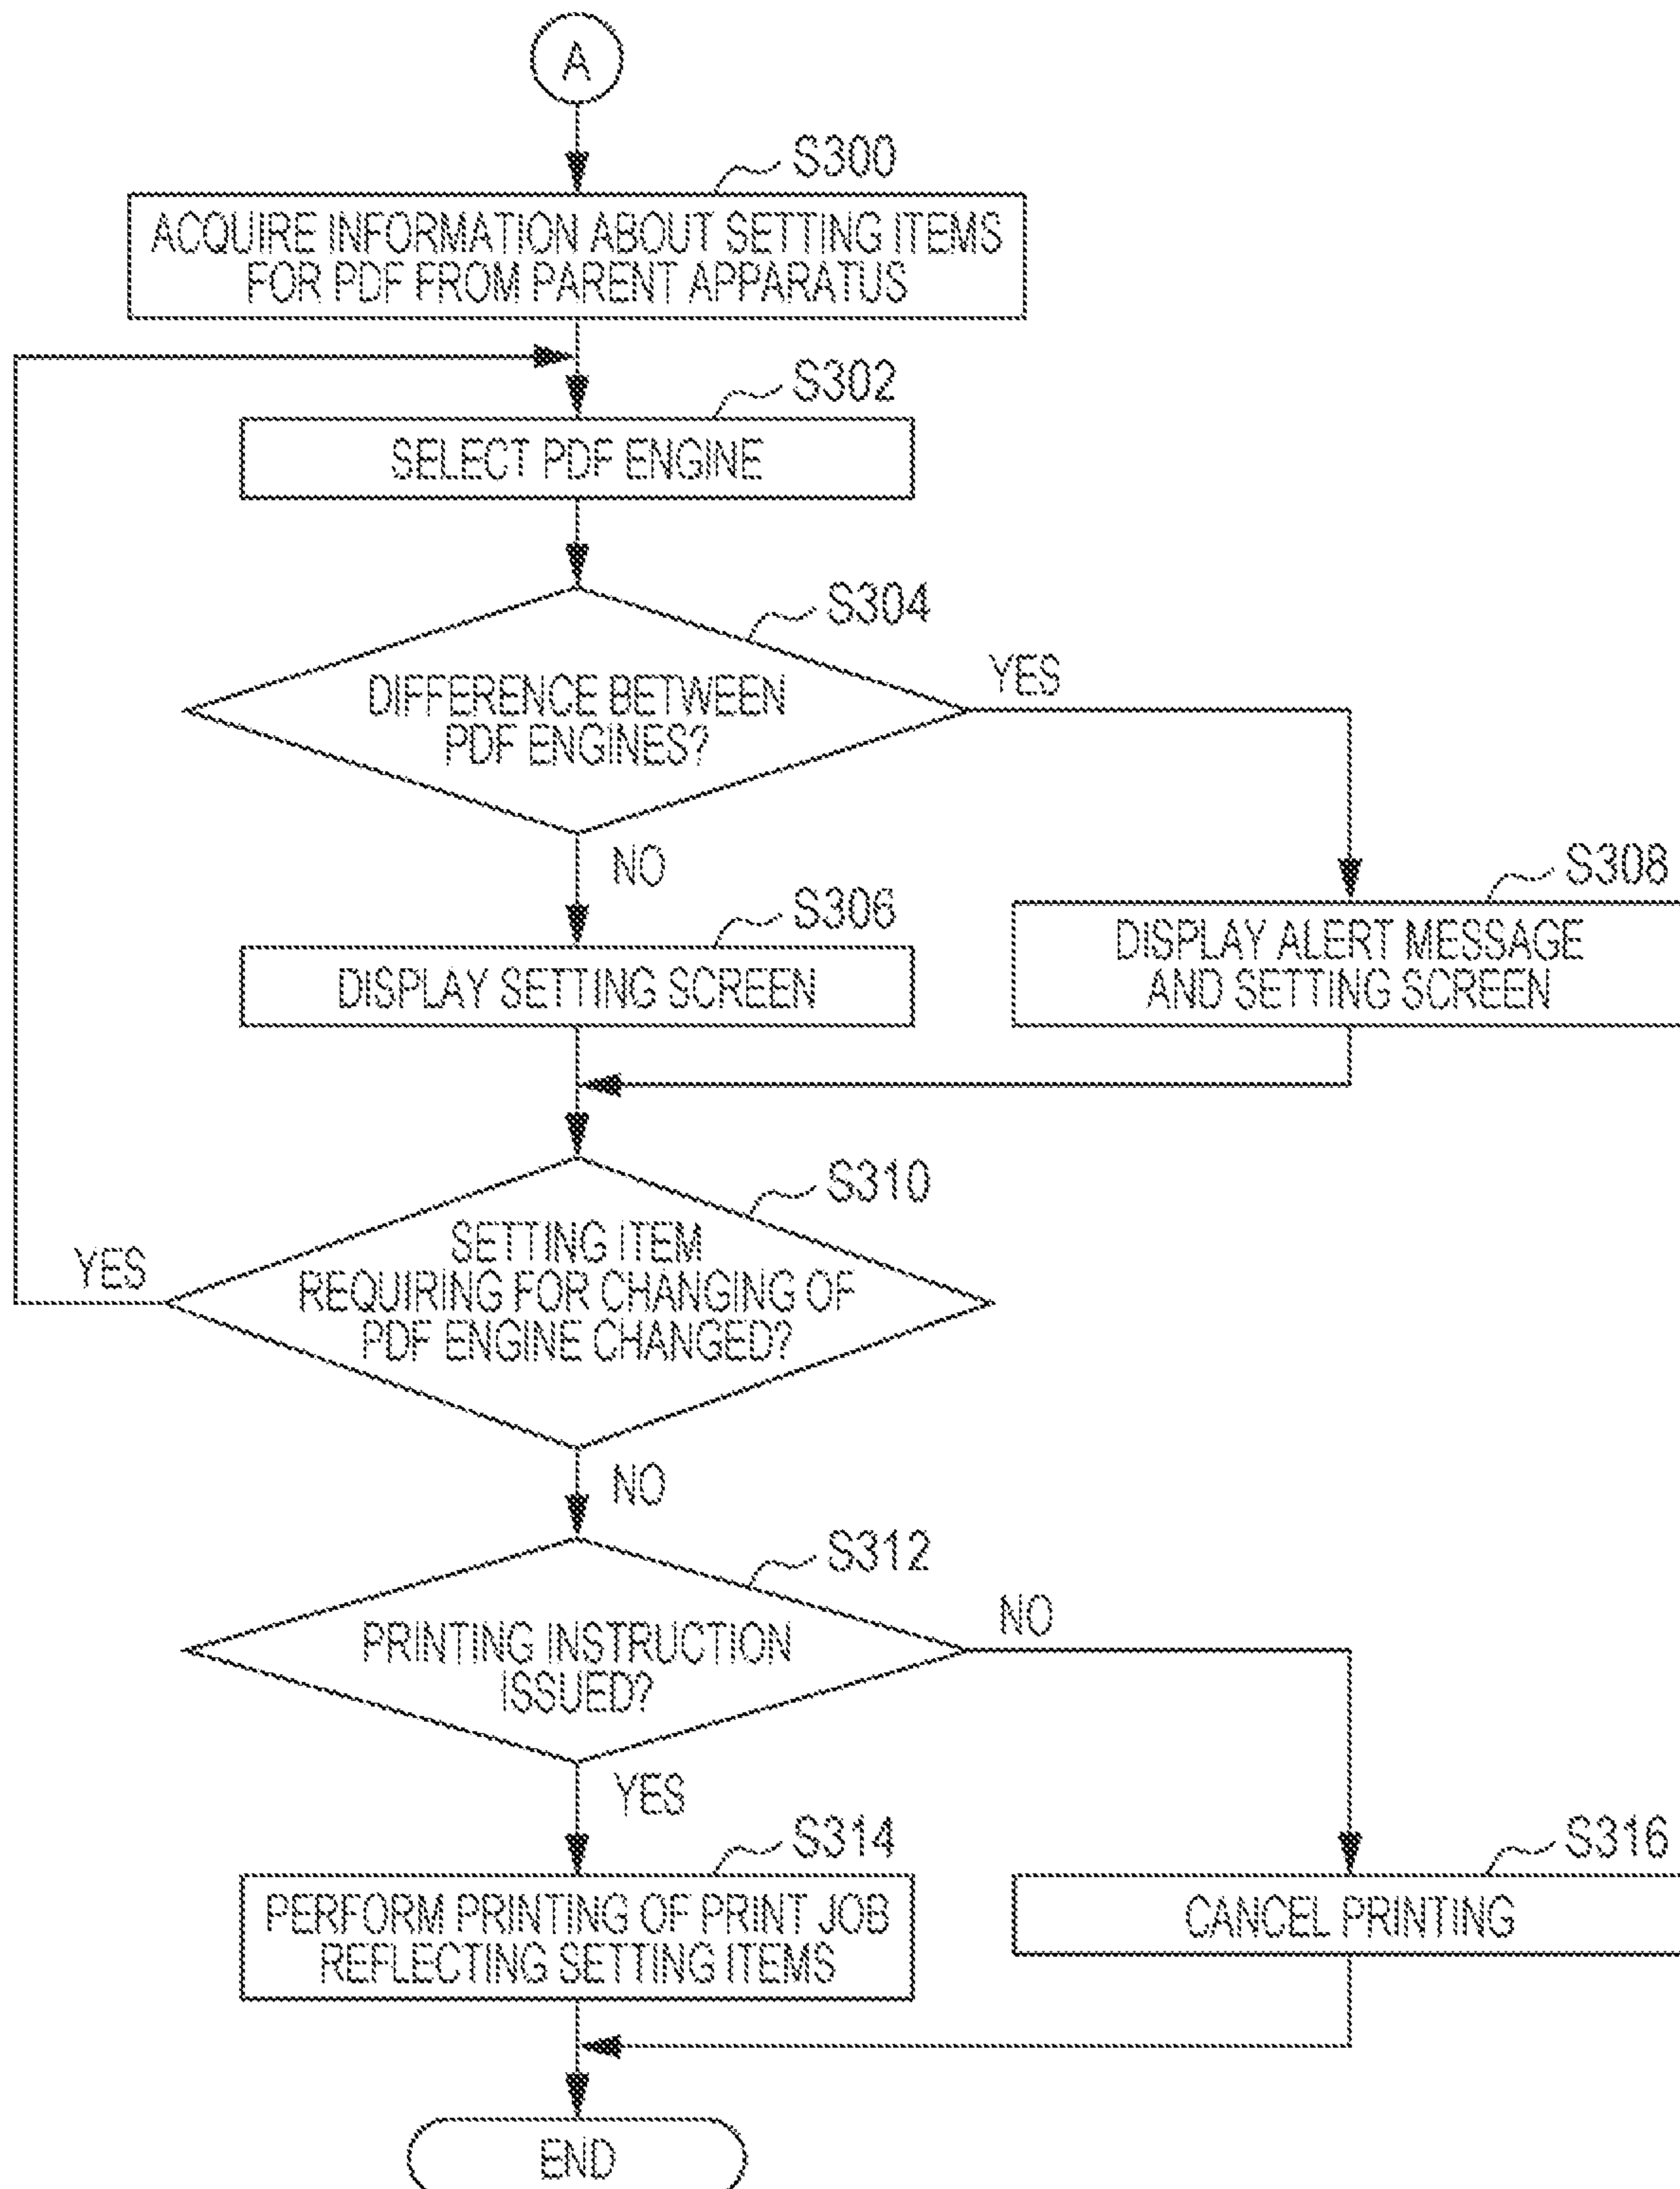 A
S300
ACQUIRE INFORMATION ABOUT SETTING ITEMS
FOR PDF FROM PARENT APPARATUS
S302
SELECT PDF ENGINE
S304
DIFFERENCE BETWEEN
PDF ENGINES?
YES
NO
S306
DISPLAY SETTING SCREEN
S308
DISPLAY ALERT MESSAGE
AND SETTING SCREEN
S310
SETTING ITEM
REQUIRING FOR CHANGING OF
PDF ENGINE CHANGED?
YES
NO
S312
PRINTING INSTRUCTION
ISSUED?
NO
YES
S314
PERFORM PRINTING OF PRINT JOB
REFLECTING SETTING ITEMS
S316
CANCEL PRINTING
END